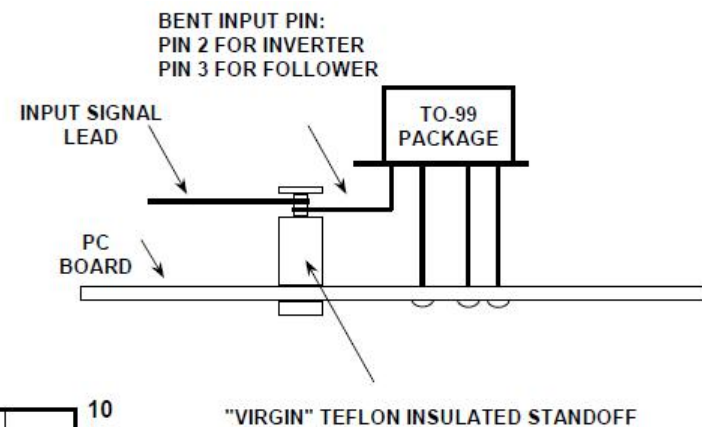 BENT INPUT PIN:
PIN 2 FOR INVERTER
PIN 3 FOR FOLLOWER
INPUT SIGNAL
LEAD
TO-99
PACKAGE
PC
BOARD
10
"VIRGIN" TEFLON INSULATED STANDOFF